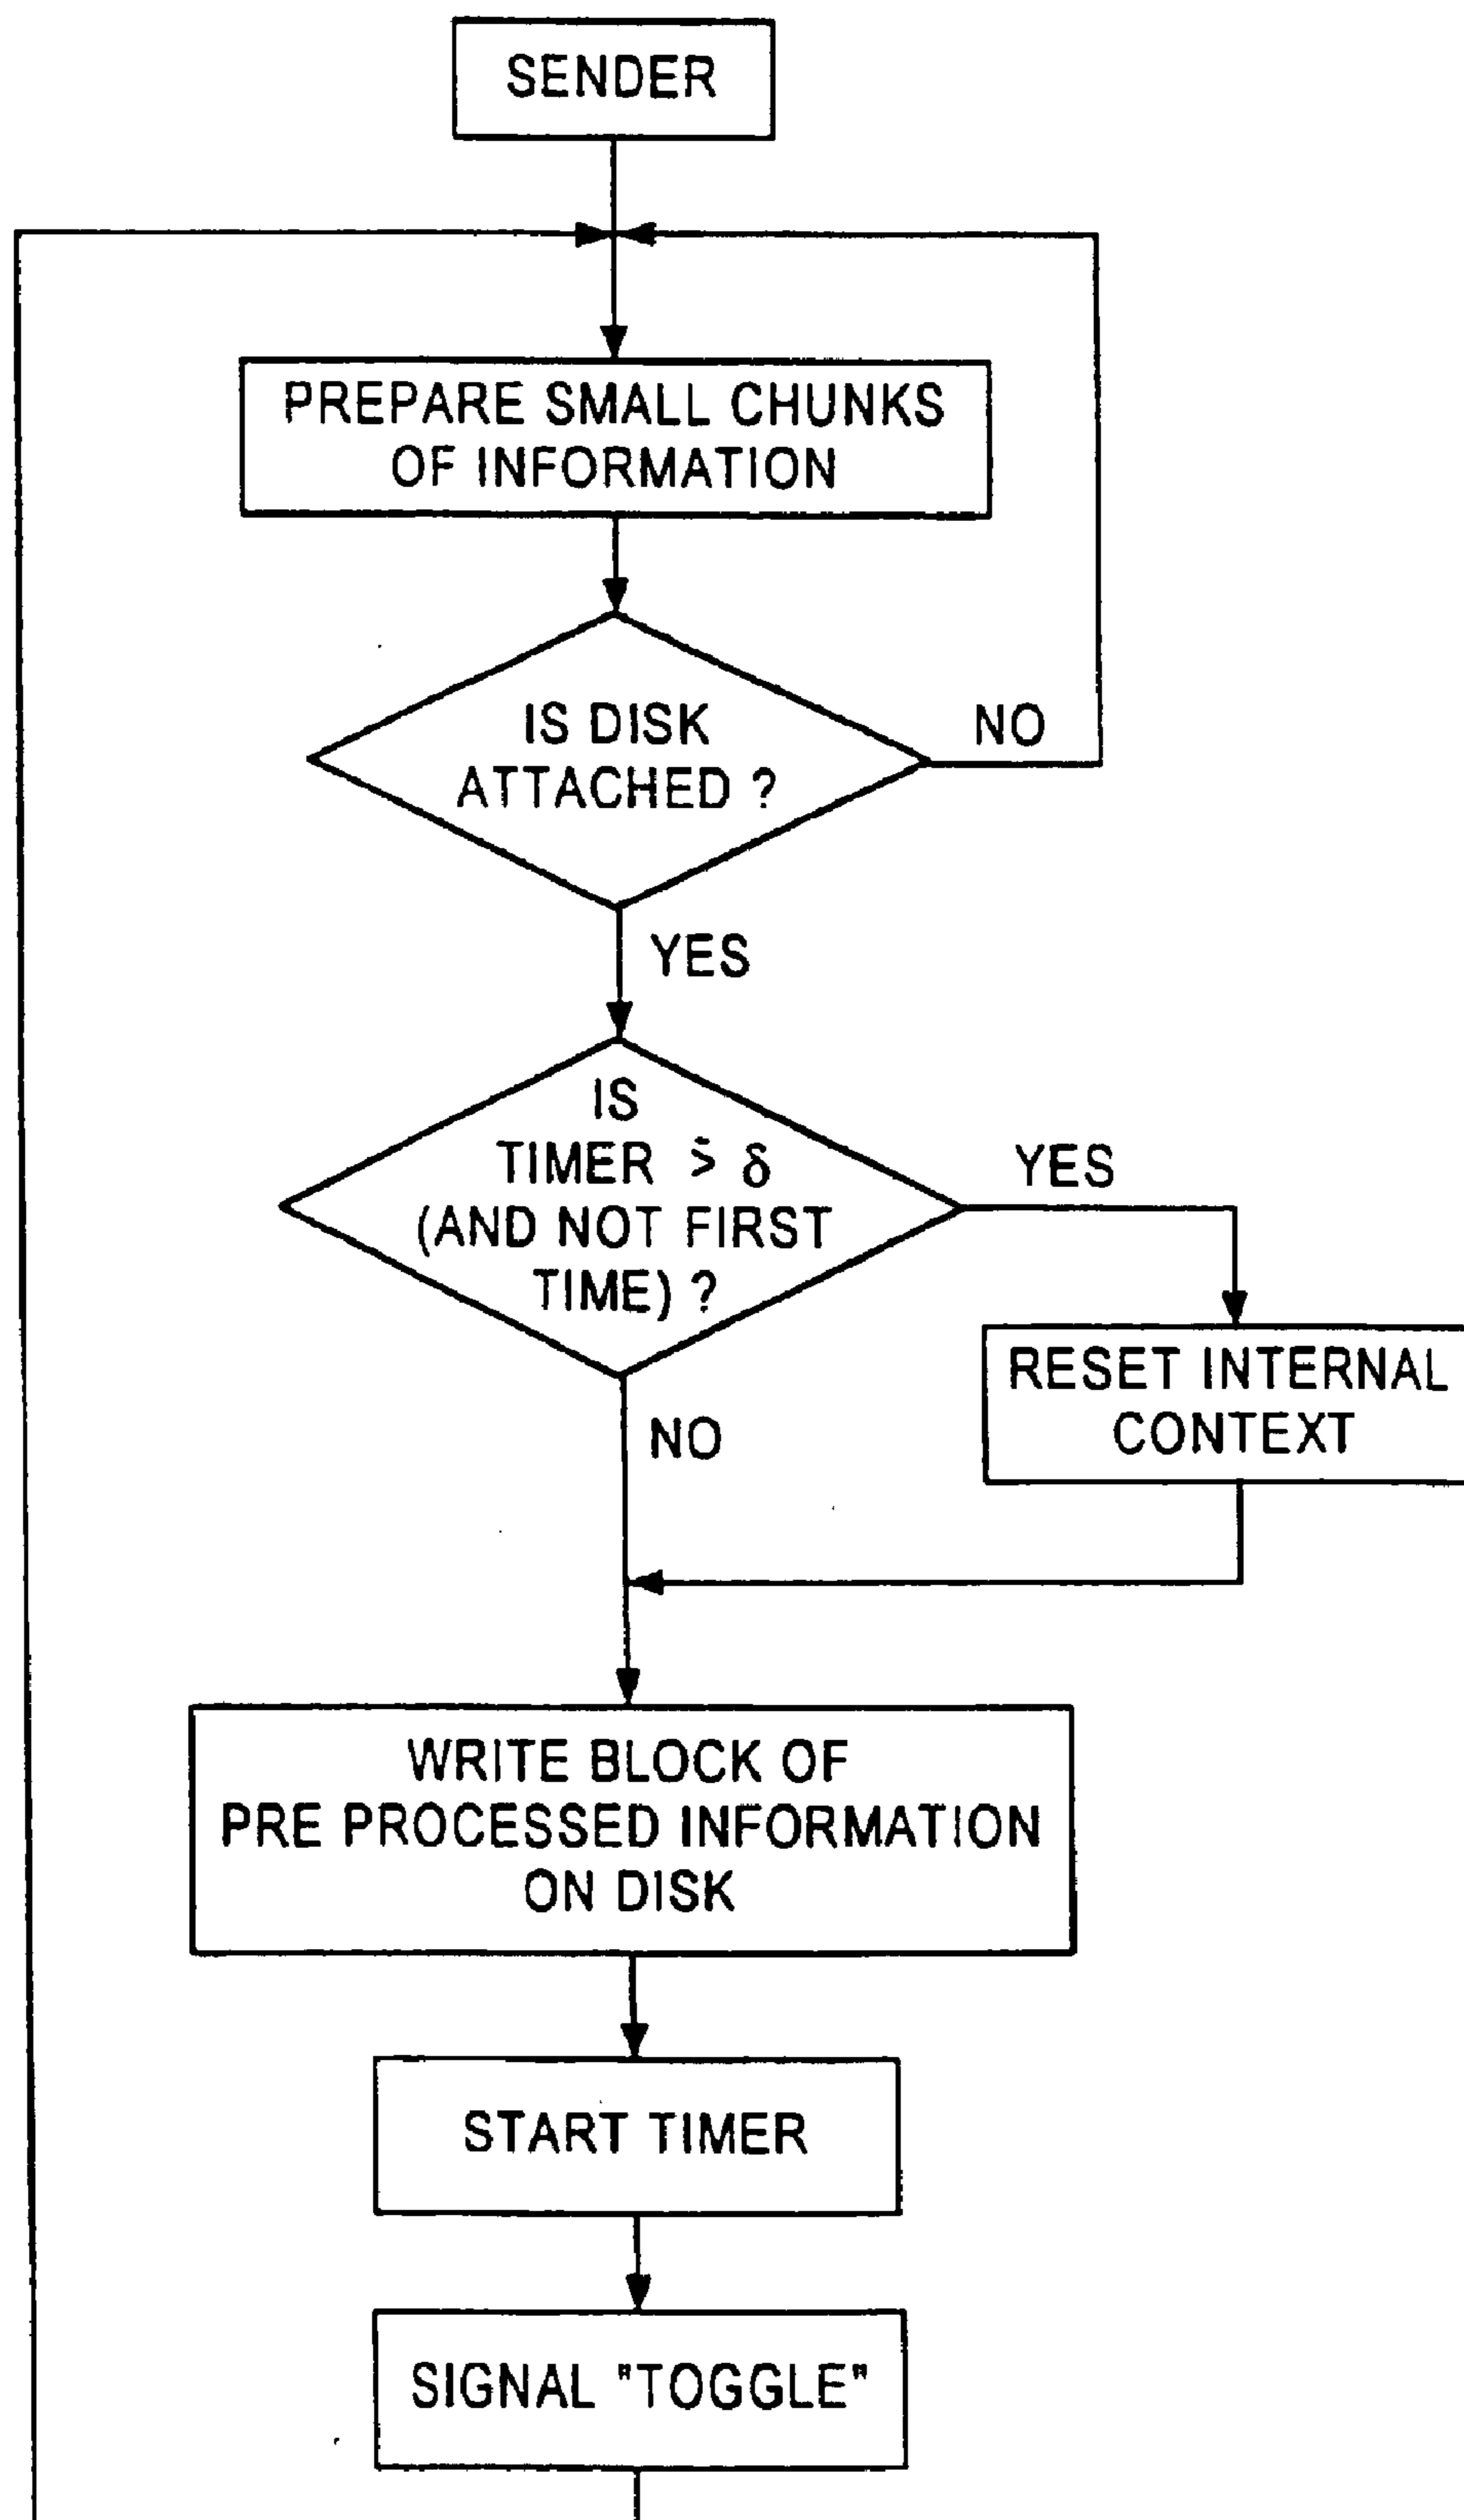 SENDER
PREPARE SMALL CHUNKS
OF INFORMATION
IS DISK
ATTACHED ?
NO
YES
IS
TIMER > δ
(AND NOT FIRST
TIME) ?
YES
NO
RESET INTERNAL
CONTEXT
WRITE BLOCK OF
PRE PROCESSED INFORMATION
ON DISK
START TIMER
SIGNAL "TOGGLE"